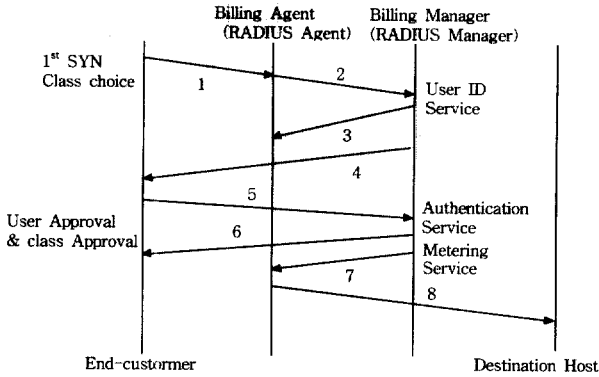 Billing Agent
(RADIUS Agent)
Billing Manager
(RADIUS Manager)
1st SYN
Class choice
1
2
User ID
Service
3
4
5
Authentication
Service
User Approval
& class Approval
6
Metering
Service
7
8
End-custormer
Destination Host